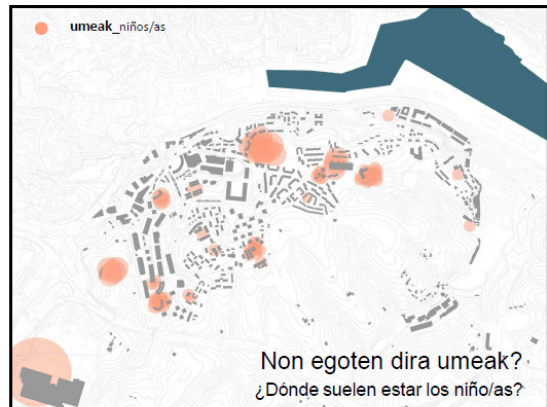 umeak_niños/as
Non egoten dira umeak?
¿Dónde suelen estar los niño/as?